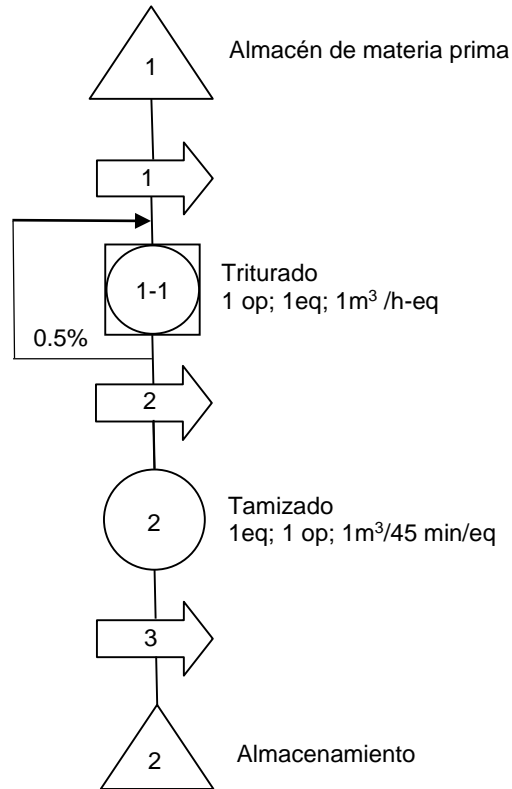 1
Almacén de materia prima
1
1-1
Triturado
1 op; 1eq; 1m³ /h-eq
0.5%
2
2
Tamizado
1eq; 1 op; 1m³/45 min/eq
3
2
Almacenamiento